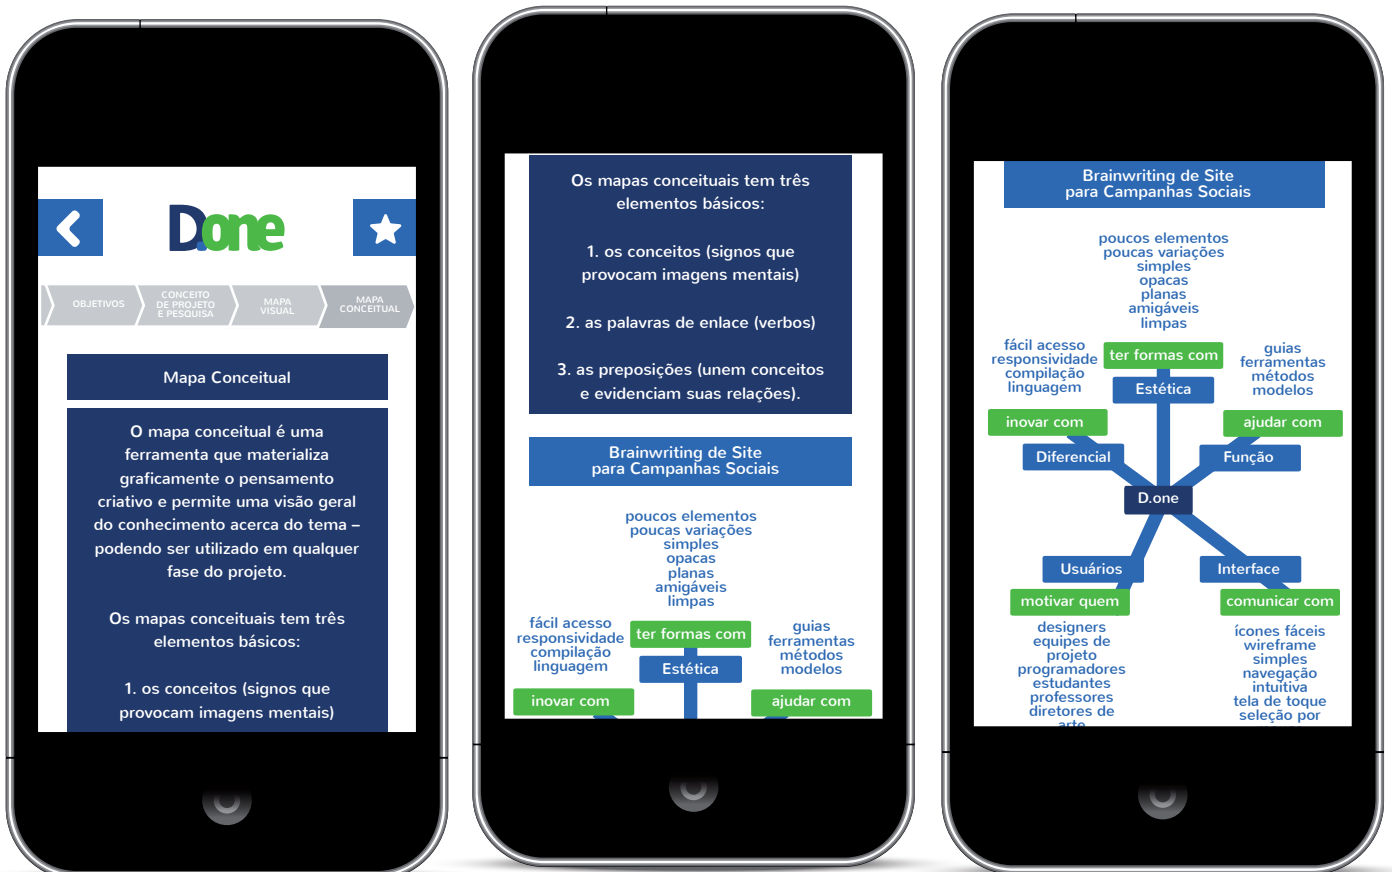 D.one
OBJETIVOS
CONCEITO
DE PROJETO
E PESQUISA
MAPA
VISUAL
MAPA
CONCEITUAL
Mapa Conceitual
O mapa conceitual é uma
ferramenta que materializa
graficamente o pensamento
criativo e permite uma visão geral
do conhecimento acerca do tema –
podendo ser utilizado em qualquer
fase do projeto.
Os mapas conceituais tem três
elementos básicos:
1. os conceitos (signos que
provocam imagens mentais)
Os mapas conceituais tem três
elementos básicos:
1. os conceitos (signos que
provocam imagens mentais)
2. as palavras de enlace (verbos)
3. as preposições (unem conceitos
e evidenciam suas relações).
Brainwriting de Site
para Campanhas Sociais
poucos elementos
poucas variações
simples
opacas
planas
amigáveis
limpas
fácil acesso
responsividade
compilação
linguagem
ter formas com
guias
ferramentas
métodos
modelos
Estética
inovar com
ajudar com
Brainwriting de Site
para Campanhas Sociais
poucos elementos
poucas variações
simples
opacas
planas
amigáveis
limpas
fácil acesso
responsividade
compilação
linguagem
ter formas com
guias
ferramentas
métodos
modelos
Estética
inovar com
ajudar com
Diferencial
Função
D.one
Usuários
Interface
motivar quem
comunicar com
designers
equipes de
projeto
programadores
estudantes
professores
diretores de
arte
ícones fáceis
wireframe
simples
navegação
intuitiva
tela de toque
seleção por